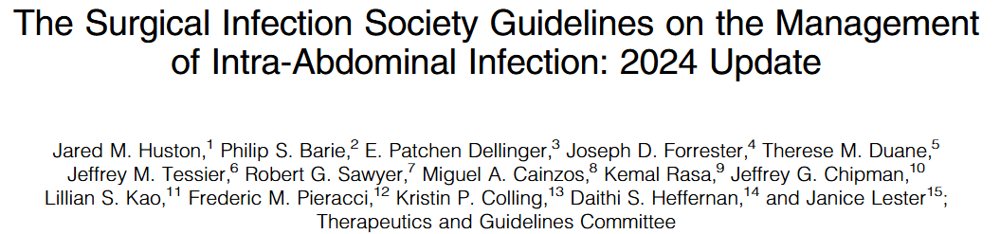 The Surgical Infection Society Guidelines on the Management
of Intra-Abdominal Infection: 2024 Update
Jared M. Huston,1 Philip S. Barie,2 E. Patchen Dellinger,3 Joseph D. Forrester,4 Therese M. Duane,5
Jeffrey M. Tessier,6 Robert G. Sawyer,7 Miguel A. Cainzos,8 Kemal Rasa,9 Jeffrey G. Chipman,10
Lillian S. Kao,11 Frederic M. Pieracci,12 Kristin P. Colling,13 Daithi S. Heffernan,14 and Janice Lester15;
Therapeutics and Guidelines Committee